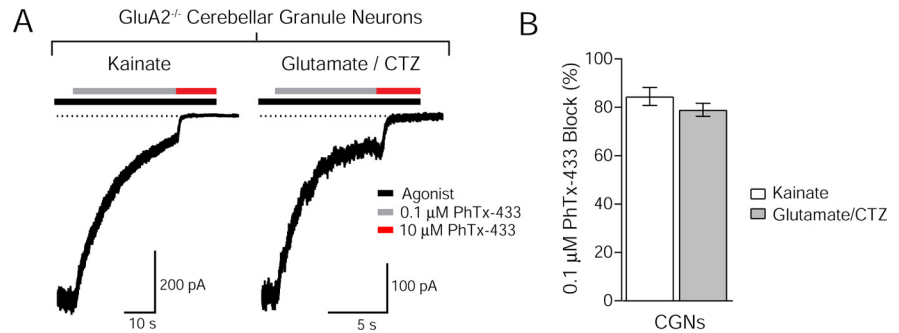 A
GluA2-/- Cerebellar Granule Neurons
Kainate
Glutamate / CTZ
Agonist
0.1 µM PhTx-433
10 µM PhTx-433
200 pA
10 s
100 pA
5 s
B
0.1 µM PhTx-433 Block (%)
100
80
60
40
20
0
CGNs
Kainate
Glutamate/CTZ